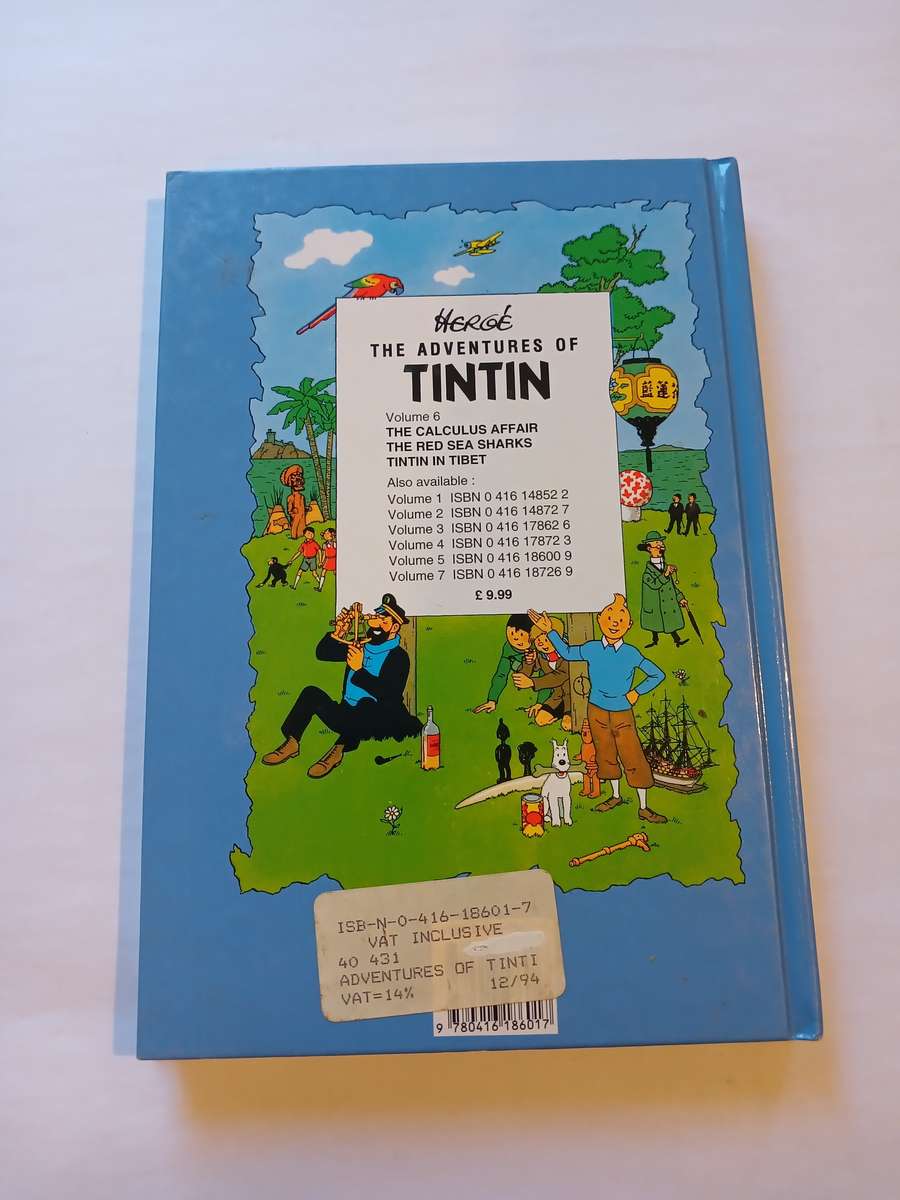 HERGÉ
THE ADVENTURES OF
TINTIN
Volume 6
THE CALCULUS AFFAIR
THE RED SEA SHARKS
TINTIN IN TIBET
Also available :
Volume 1 ISBN 0 416 14852 2
Volume 2 ISBN 0 416 14872 7
Volume 3 ISBN 0 416 17862 6
Volume 4 ISBN 0 416 17872 3
Volume 5 ISBN 0 416 18600 9
Volume 7 ISBN 0 416 18726 9
£ 9.99
藍蓮
ISB-N-0-416-18601-7
VAT INCLUSIVE
40 431
ADVENTURES OF TINTI
VAT=14% 12/94
9 780416 186017